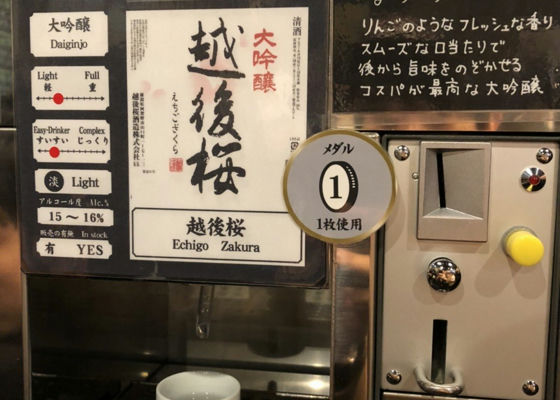 大吟醸
Daiginjo
Light Full
軽 重
Easy-Drinker Complex
すいすい じっくり
淡 Light
アルコール度 Alc.%
15～16%
販売の有無 In stock
有 YES
清酒
大吟醸
越後桜
えちござくら
越後桜酒造株式会社
越後桜
Echigo Zakura
メダル
1
1枚使用
りんごのようなフレッシュな香り
スムーズな口当たりで
後から旨味をのぞかせる
コスパが最高な大吟醸